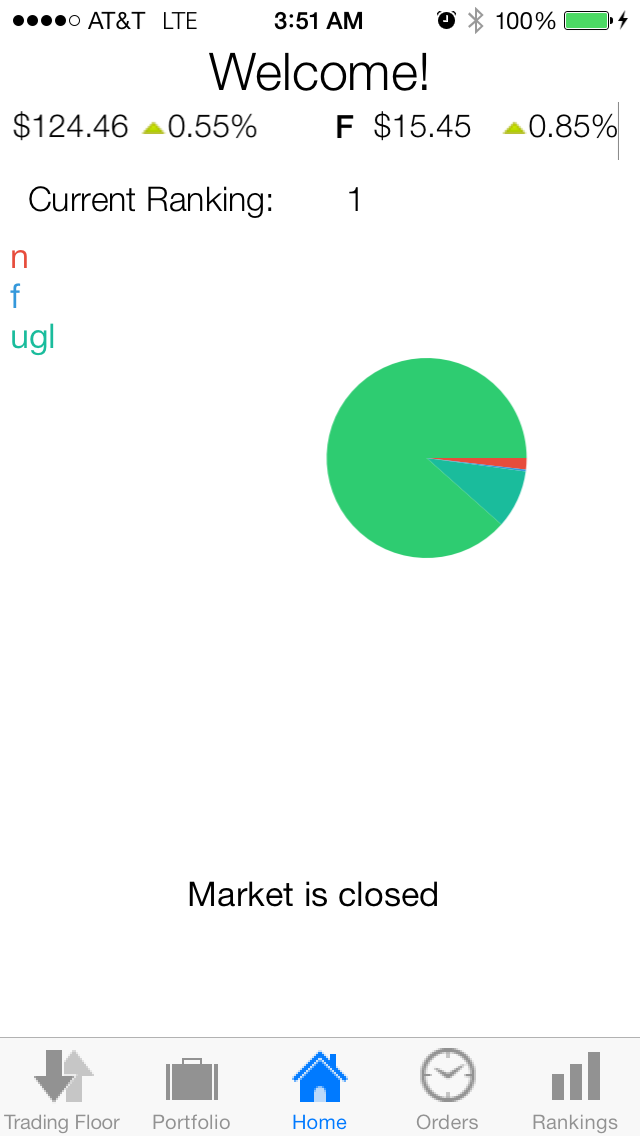 AT&T LTE 3:51 AM 100%
Welcome!
$124.46 0.55% F $15.45 0.85%
Current Ranking: 1
n
f
ugl
Market is closed
Trading Floor Portfolio Home Orders Rankings